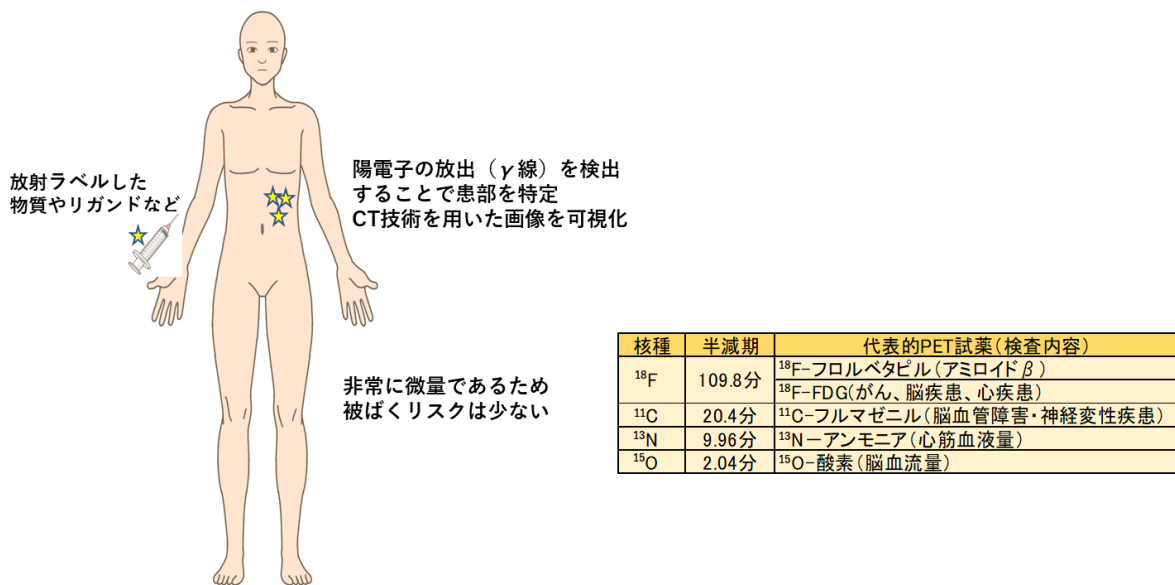 放射ラベルした
物質やリガンドなど
陽電子の放出（γ線）を検出
することで患部を特定
CT技術を用いた画像を可視化
非常に微量であるため
被ばくリスクは少ない
核種 半減期 代表的PET試薬(検査内容)
¹⁸F 109.8分 ¹⁸F-フロルベタピル(アミロイドβ)
¹⁸F-FDG(がん、脳疾患、心疾患)
¹¹C 20.4分 ¹¹C-フルマゼニル(脳血管障害・神経変性疾患)
¹³N 9.96分 ¹³N－アンモニア(心筋血液量)
¹⁵O 2.04分 ¹⁵O-酸素(脳血流量)